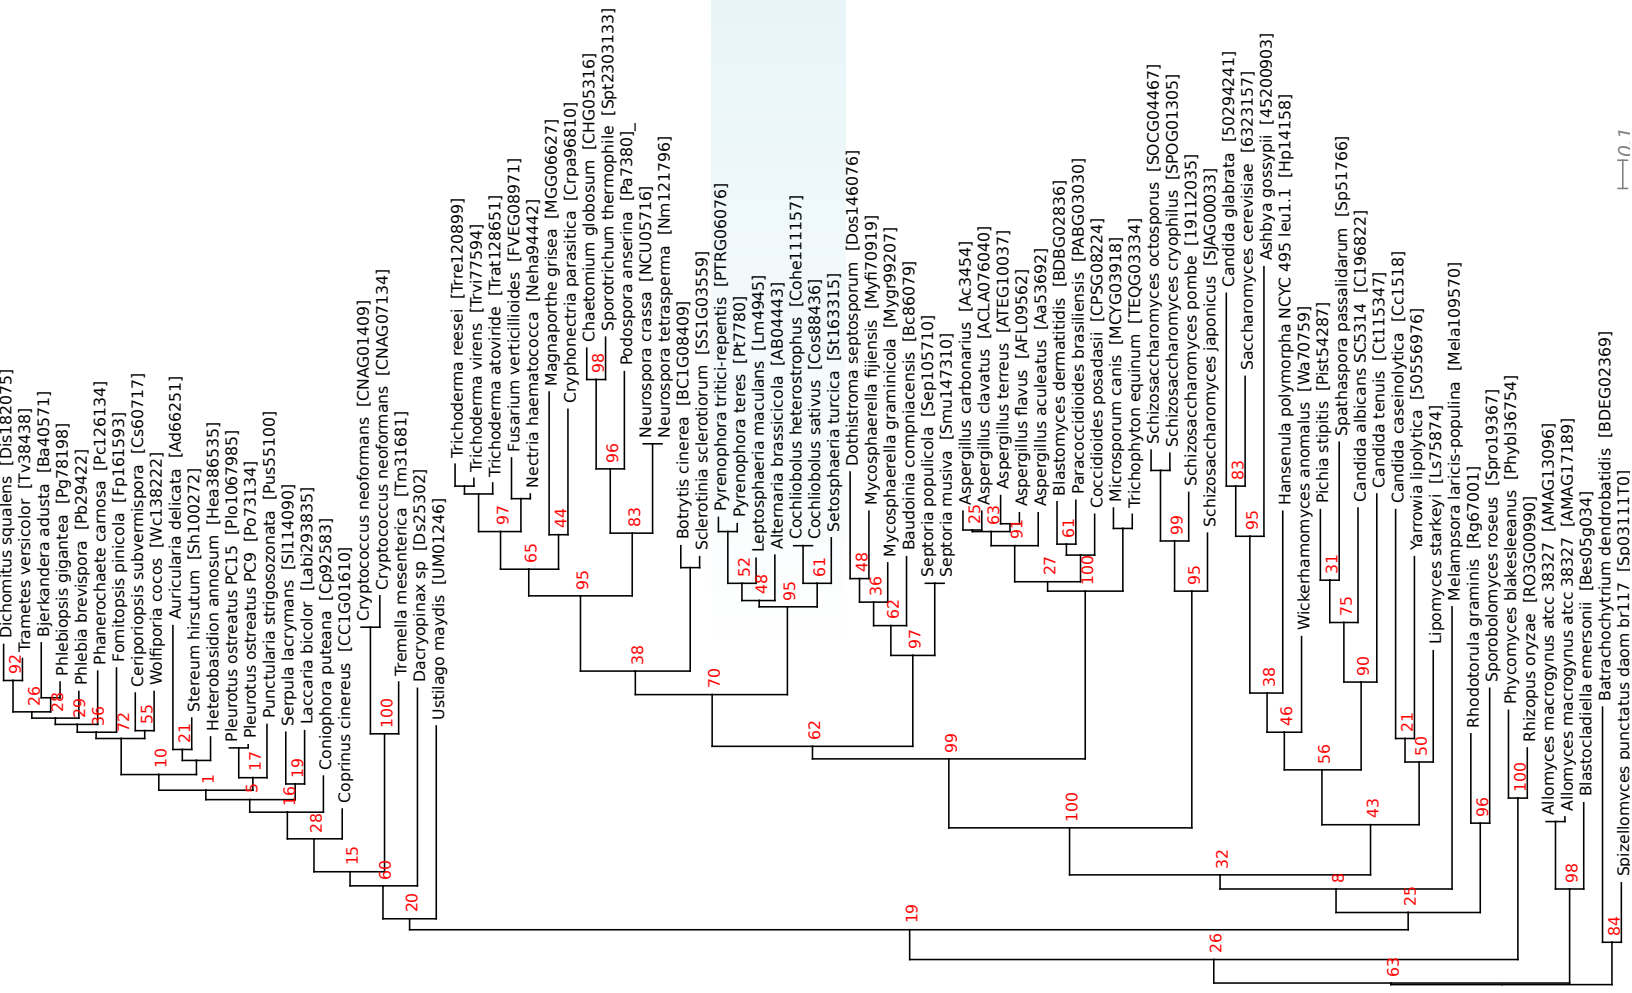 Dichomitus squalens [Dis182075]
Trametes versicolor [Tv38438]
Bjerkandera adusta [Ba40571]
Phlebiopsis gigantea [Pg78198]
Phlebia brevispora [Pb29422]
Phanerochaete carnosa [Pc126134]
Fomitopsis pinicola [Fp161593]
Ceriporiopsis subvermispora [Cs60717]
Wolfiporia cocos [Wc138222]
Auricularia delicata [Ad66251]
Stereum hirsutum [Sh100272]
Heterobasidion annosum [Hea386535]
Pleurotus ostreatus PC15 [Plo1067985]
Pleurotus ostreatus PC9 [Po73134]
Punctularia strigosozonata [Pus55100]
Serpula lacrymans [Sl114090]
Laccaria bicolor [Labi293835]
Coniophora puteana [Cp92583]
Coprinus cinereus [CC1G01610]
Cryptoccus neoformans [CNAG01409]
Cryptococcus neoformans [CNAG07134]
Tremella mesenterica [Tm31681]
Dacryopinax sp [Ds25302]
Ustilago maydis [UM01246]
Trichoderma reesei [Trre120899]
Trichoderma virens [Trvi77594]
Trichoderma atroviride [Trat128651]
Fusarium verticillioides [FVEG08971]
Nectria haematococca [Neha94442]
Magnaporthe grisea [MGG06627]
Cryphonectria parasitica [Crpa96810]
Chaetomium globosum [CHG05316]
Sporotrichum thermophile [Spt2303133]
Podospora anserina [Pa7380]_
Neurospora crassa [NCU05716]
Neurospora tetrasperma [Nm121796]
Botrytis cinerea [BC1G08409]
Sclerotinia sclerotiorum [SS1G03559]
Pyrenophora tritici-repentis [PTRG06076]
Pyrenophora teres [Pt7780]
Leptosphaeria maculans [Lm4945]
Alternaria brassicicola [AB04443]
Cochliobolus heterostrophus [Cohe111157]
Cochliobolus sativus [Cos88436]
Setosphaeria turcica [St163315]
Dothistroma septosporum [Dos146076]
Mycosphaerella fijiensis [Myfi70919]
Mycosphaerella graminicola [Mygr99207]
Baudoinia compniacensis [Bc86079]
Septoria populicola [Sep105710]
Septoria musiva [Smu147310]
Aspergillus carbonarius [Ac3454]
Aspergillus clavatus [ACLA076040]
Aspergillus terreus [ATEG10037]
Aspergillus flavus [AFL09562]
Aspergillus aculeatus [Aa53692]
Blastomyces dermatitidis [BDBG02836]
Paracoccidioides brasiliensis [PABG03030]
Coccidioides posadasii [CPSG08224]
Microsporum canis [MCYG03918]
Trichophyton equinum [TEQG03334]
Schizosaccharomyces octosporus [SOCG04467]
Schizosaccharomyces cryophilus [SPOG01305]
Schizosaccharomyces pombe [19112035]
Schizosaccharomyces japonicus [SJAG00033]
Candida glabrata [50294241]
Saccharomyces cerevisiae [6323157]
Ashbya gossypii [45200903]
Hansenula polymorpha NCYC 495 leu1.1 [Hp14158]
Wickerhamomyces anomalus [Wa70759]
Pichia stipitis [Pist54287]
Spathaspora passalidarum [Sp51766]
Candida albicans SC5314 [C196822]
Candida tenuis [Ct115347]
Candida caseinolytica [Cc1518]
Yarrowia lipolytica [50556976]
Lipomyces starkeyi [Ls75874]
Melampsora laricis-populina [Mela109570]
Rhodotorula graminis [Rg67001]
Sporobolomyces roseus [Spro19367]
Phycomyces blakesleeanus [Phybl36754]
Rhizopus oryzae [RO3G00990]
Allomyces macrogynus atcc 38327 [AMAG13096]
Allomyces macrogynus atcc 38327 [AMAG17189]
Blastocladiella emersonii [Bes05g034]
Batrachochytrium dendrobatidis [BDEG02369]
Spizellomyces punctatus daom br117 [Sp03111T0]
0.1
92
26
28
29
36
72
55
10
21
1
17
5
19
16
28
15
100
60
20
97
65
44
95
98
96
83
38
70
52
48
95
61
48
36
62
97
62
25
63
91
61
27
100
99
99
95
100
83
95
38
46
31
75
90
56
21
50
43
32
8
96
25
19
100
26
98
63
84